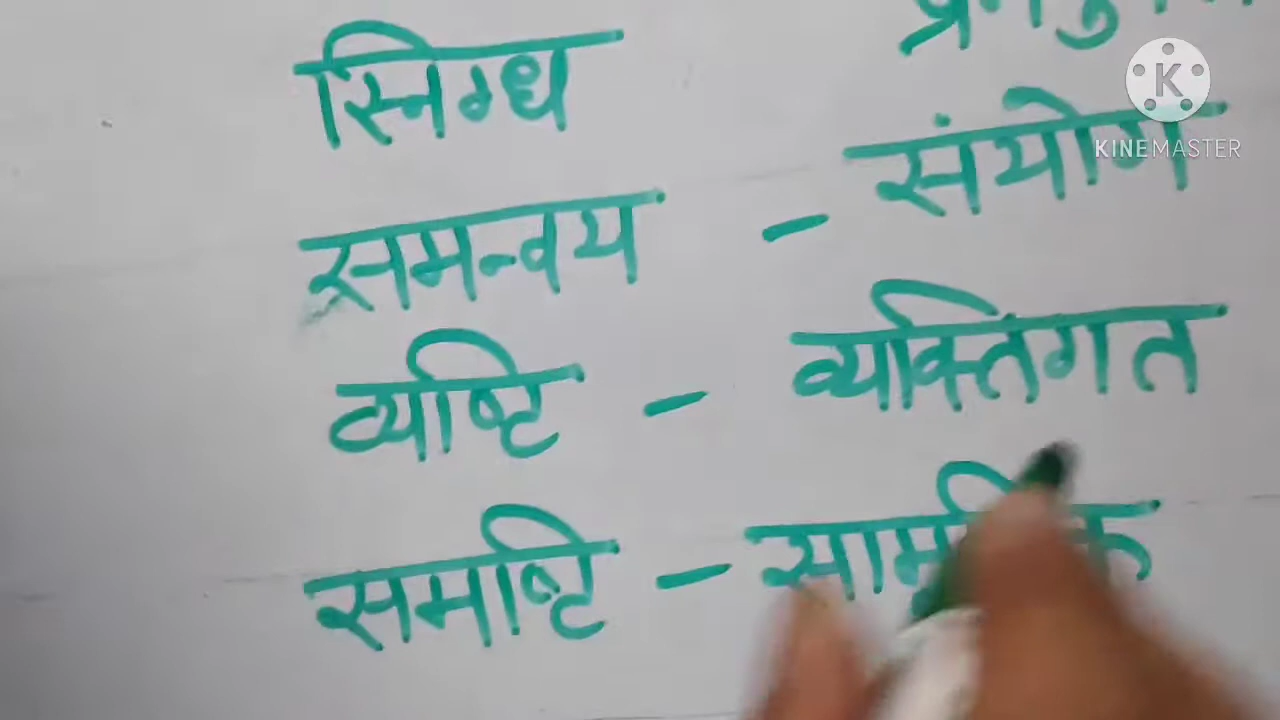 स्निग्ध
समन्वय - संयोग
व्यष्टि - व्यक्तिगत
समष्टि -
K
KINEMASTER